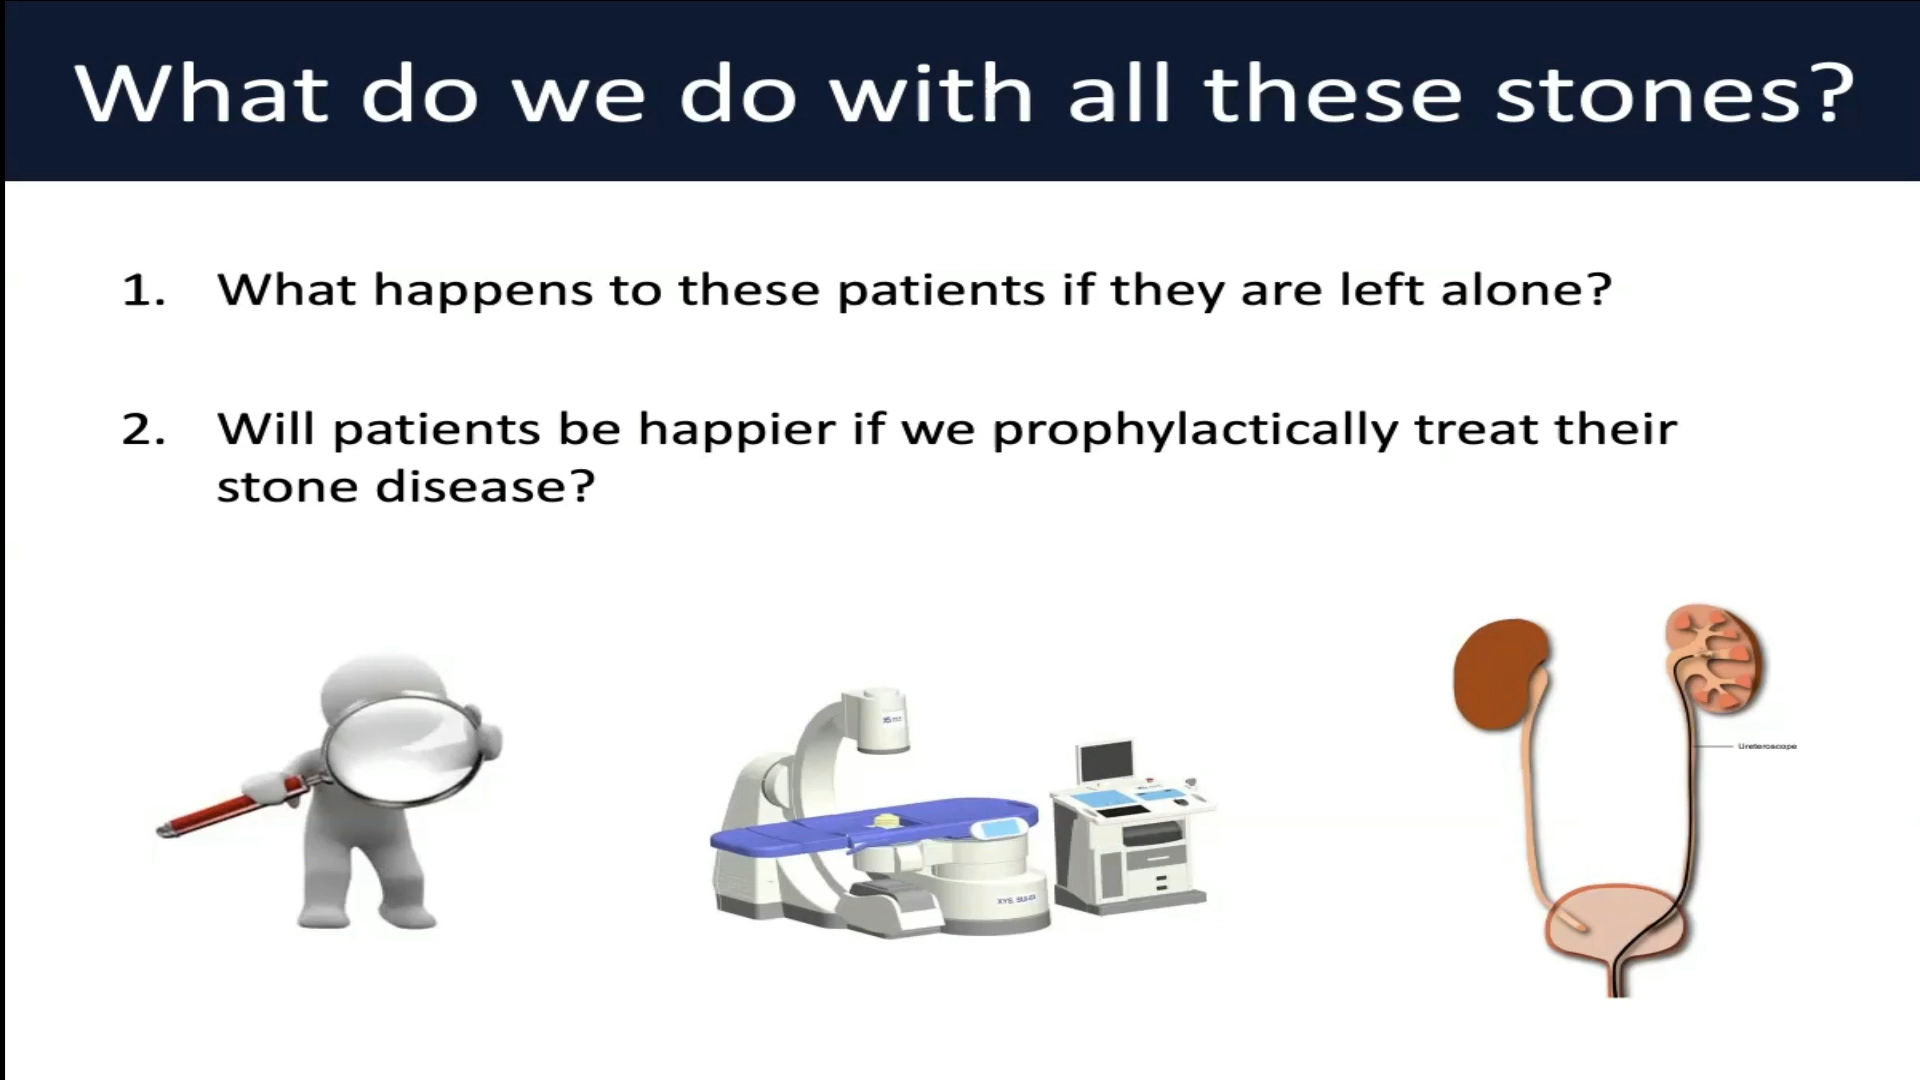 What do we do with all these stones?
1. What happens to these patients if they are left alone?
2. Will patients be happier if we prophylactically treat their
stone disease?
Ureteroscope